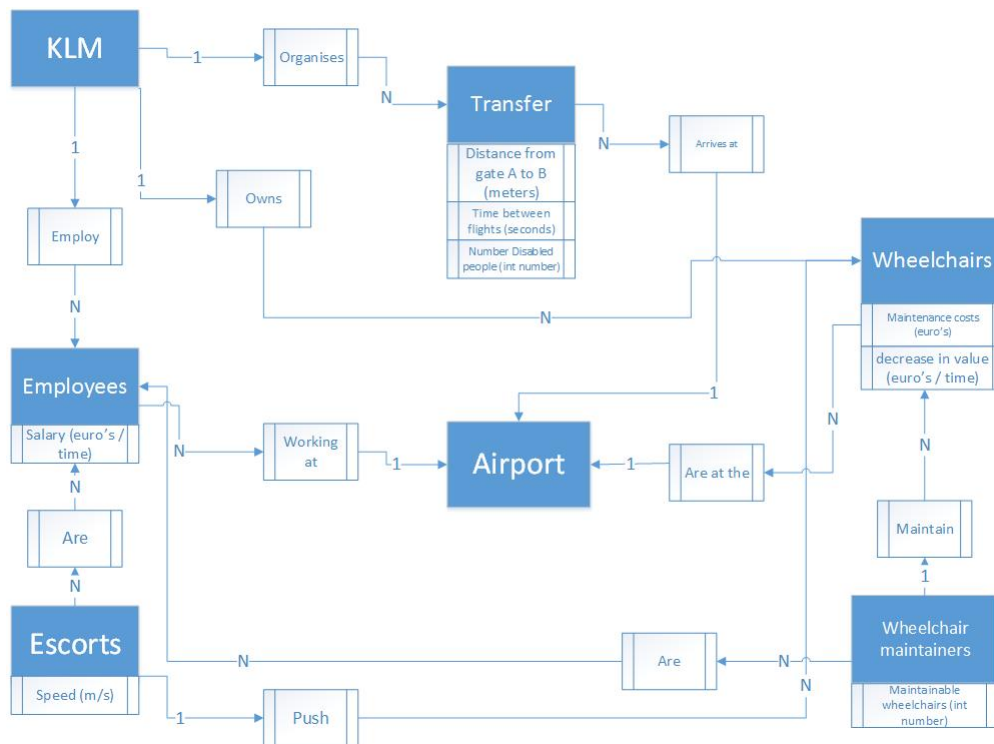 KLM
1
Organises
N
Transfer
Distance from
gate A to B
(meters)
Time between
flights (seconds)
Number Disabled
people (int number)
N
Arrives at
1
1
1
Owns
N
Employ
N
Wheelchairs
Maintenance costs
(euro's)
decrease in value
(euro's / time)
Employees
Salary (euro's /
time)
N
Working
at
1
Airport
1
Are at the
N
N
Maintain
1
N
Are
N
Escorts
Speed (m/s)
1
Push
N
N
Are
N
Wheelchair
maintainers
Maintainable
wheelchairs (int
number)